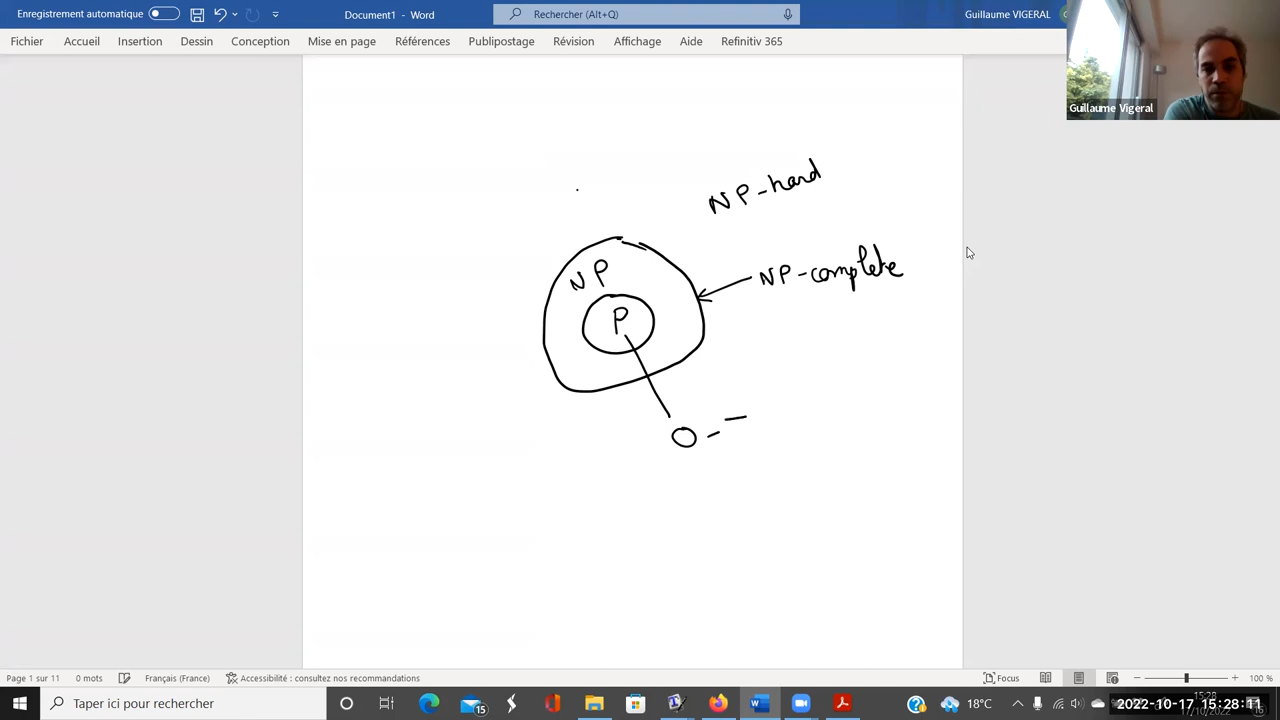 Enregistrement automatique
Document1 - Word
Rechercher (Alt+Q)
Guillaume VIGERAL
Fichier Accueil Insertion Dessin Conception Mise en page Références Publipostage Révision Affichage Aide Refinitiv 365
Guillaume Vigeral
NP-hard
NP
NP-complete
P
Page 1 sur 11 0 mots Français (France) Accessibilité : consultez nos recommandations Focus 100 %
Taper ici pour rechercher
15
18°C
2022-10-17 15:28:11